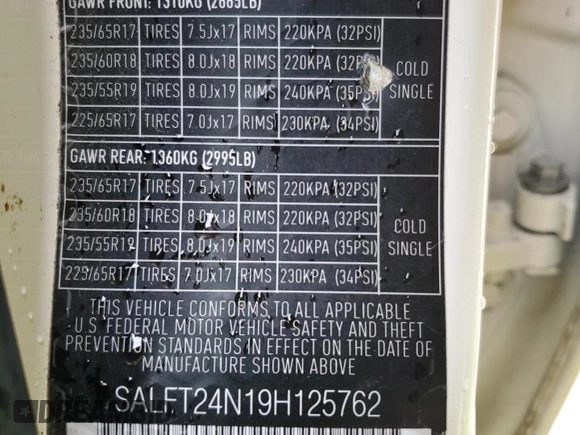 GAWR FRONT: 1310KG (2885LB)
235/65R17 TIRES 7.5Jx17 RIMS 220KPA (32PSI)
235/60R18 TIRES 8.0Jx18 RIMS 220KPA (32PSI)
235/55R19 TIRES 8.0Jx19 RIMS 240KPA (35PSI)
225/65R17 TIRES 7.0Jx17 RIMS 230KPA (34PSI)
COLD
SINGLE
GAWR REAR: 1360KG (2995LB)
235/65R17 TIRES 7.5Jx17 RIMS 220KPA (32PSI)
235/60R18 TIRES 8.0Jx18 RIMS 220KPA (32PSI)
235/55R19 TIRES 8.0Jx19 RIMS 240KPA (35PSI)
225/65R17 TIRES 7.0Jx17 RIMS 230KPA (34PSI)
COLD
SINGLE
THIS VEHICLE CONFORMS TO ALL APPLICABLE
U.S FEDERAL MOTOR VEHICLE SAFETY AND THEFT
PREVENTION STANDARDS IN EFFECT ON THE DATE OF
MANUFACTURE SHOWN ABOVE
SALFT24N19H125762